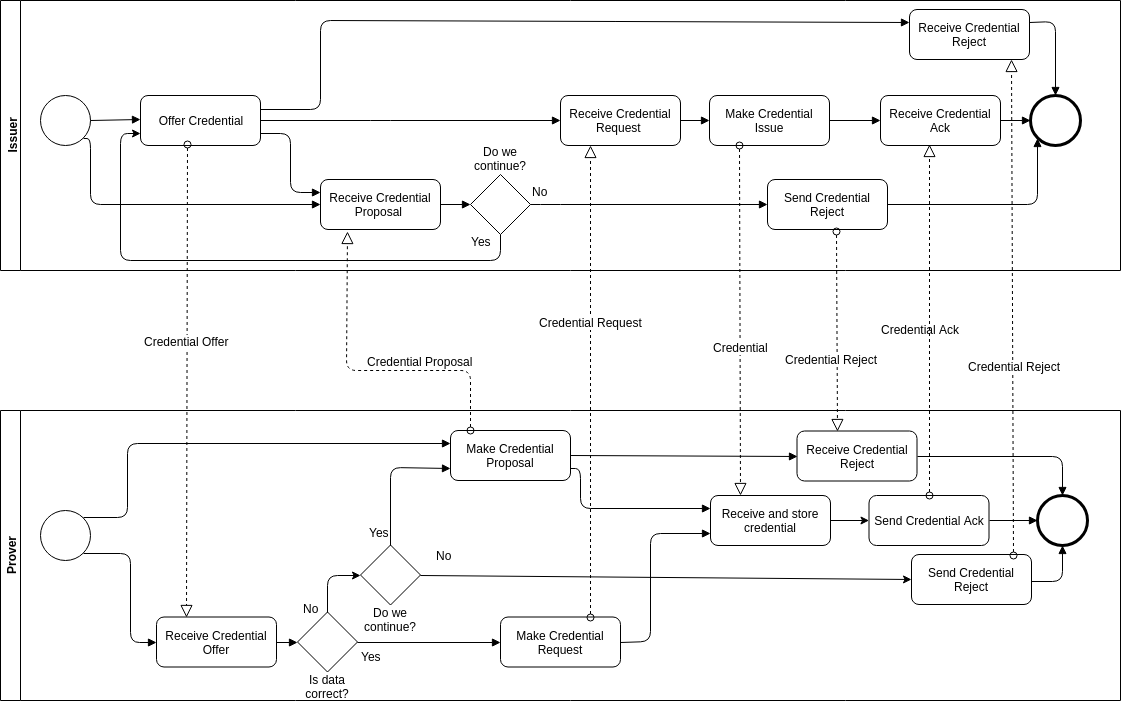 Issuer
Receive Credential
Reject
Offer Credential
Receive Credential
Request
Make Credential
Issue
Receive Credential
Ack
Do we
continue?
Receive Credential
Proposal
No
Yes
Send Credential
Reject
Credential Offer
Credential Proposal
Credential Request
Credential
Credential Reject
Credential Ack
Credential Reject
Prover
Make Credential
Proposal
Receive Credential
Reject
Receive and store
credential
Send Credential Ack
Yes
No
Do we
continue?
Send Credential
Reject
Receive Credential
Offer
No
Yes
Is data
correct?
Make Credential
Request